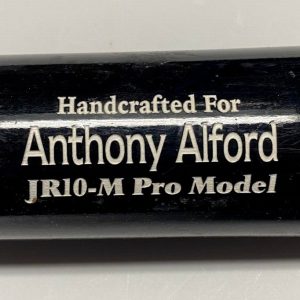 Handcrafted For
Anthony Alford
JR10-M Pro Model